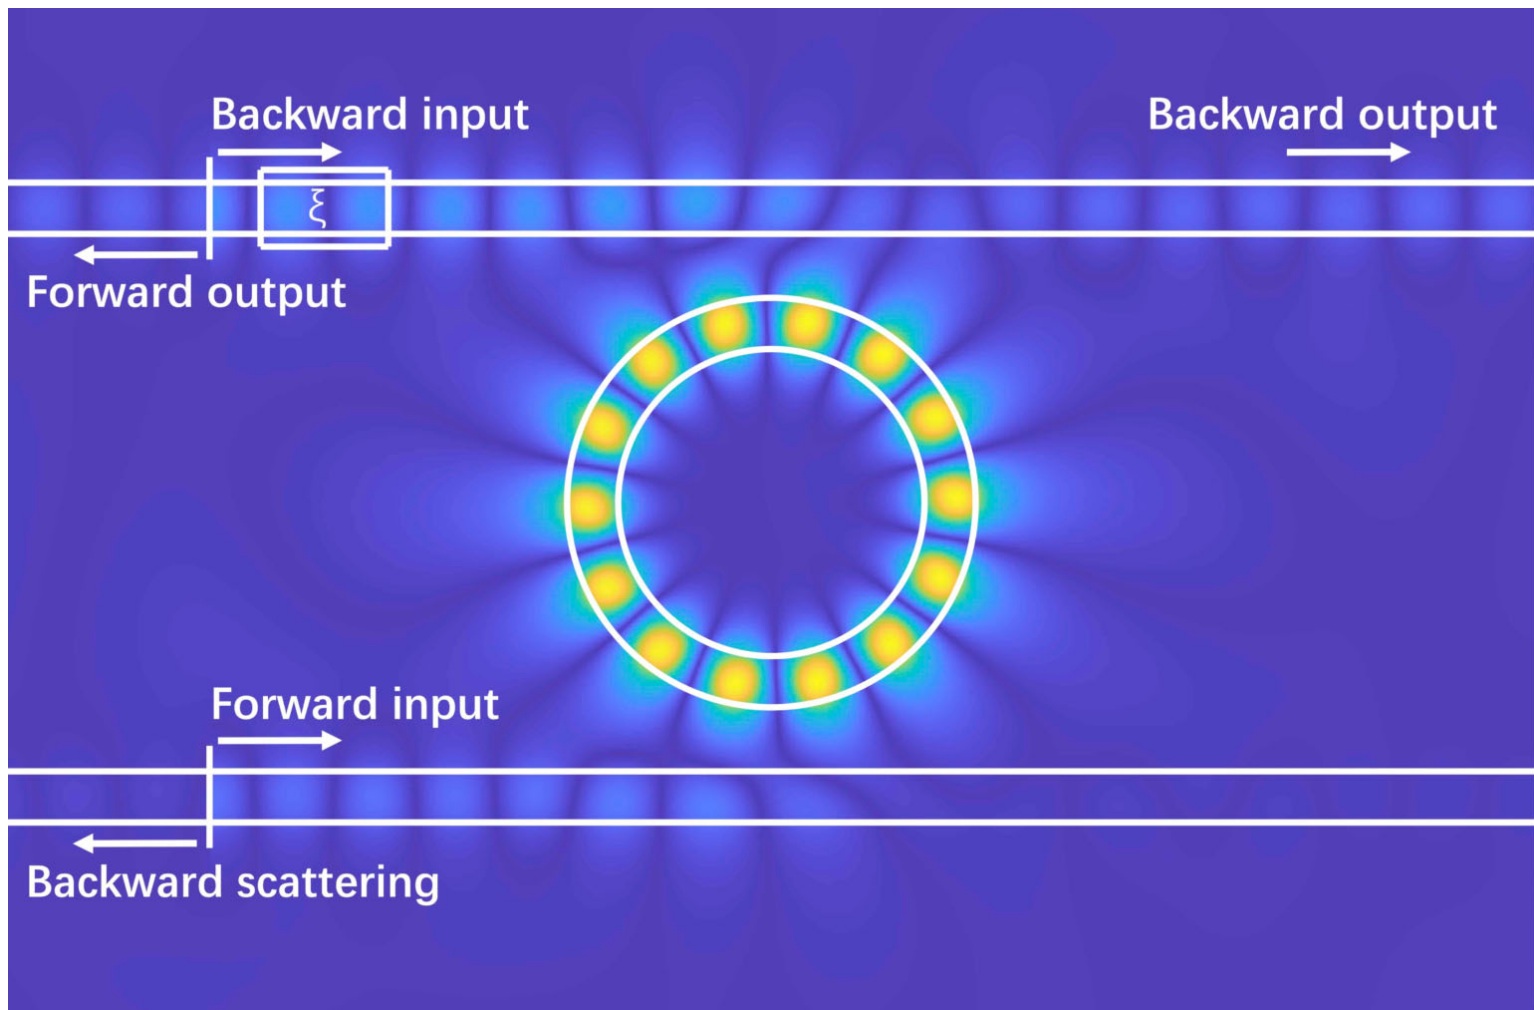 Backward input
Backward output
ξ
Forward output
Forward input
Backward scattering